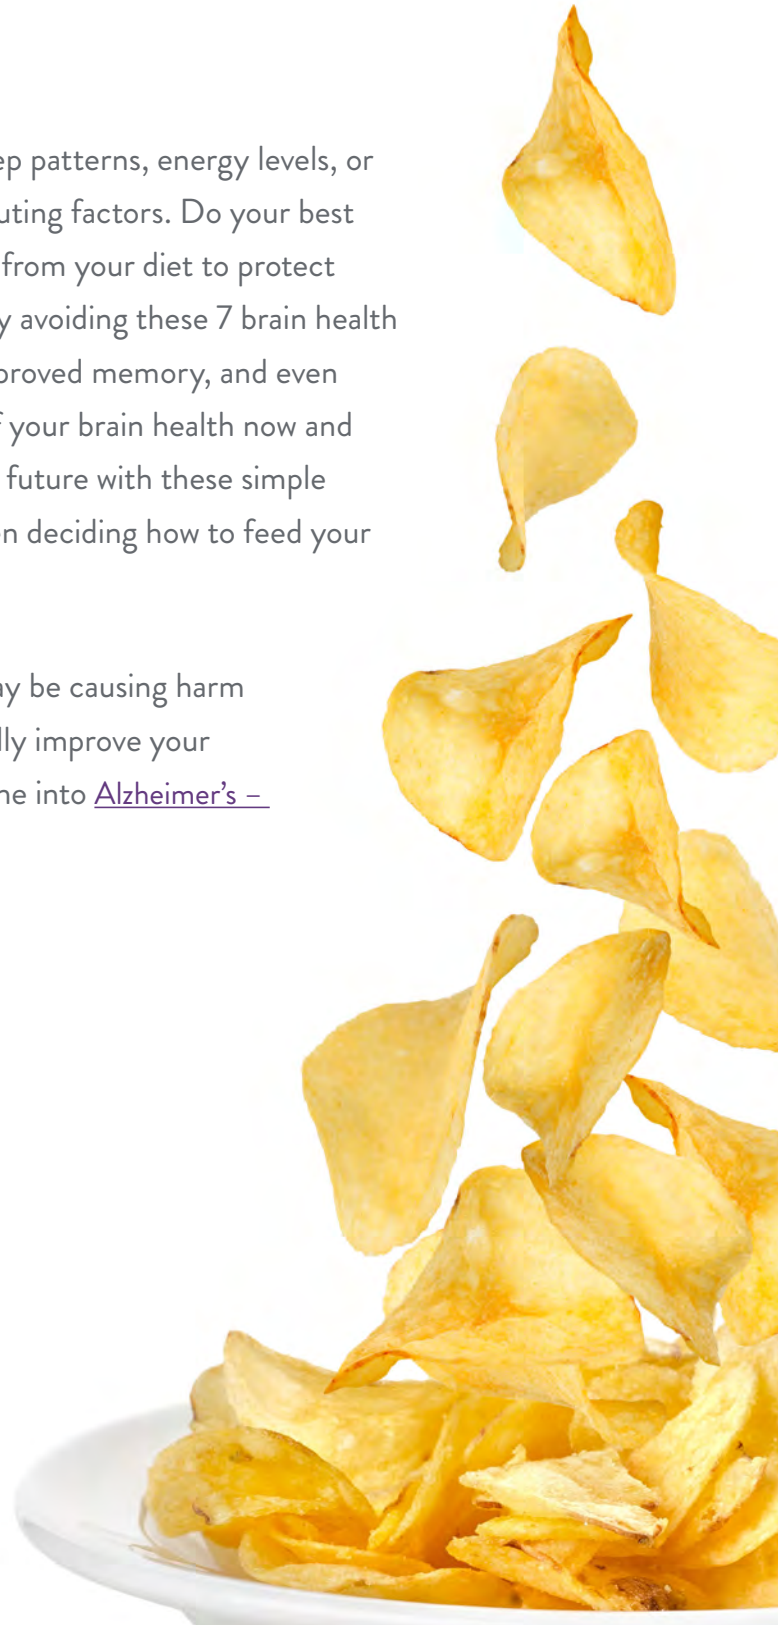 ep patterns, energy levels, or
uting factors. Do your best
from your diet to protect
y avoiding these 7 brain health
proved memory, and even
f your brain health now and
future with these simple
n deciding how to feed your
ay be causing harm
lly improve your
ne into Alzheimer’s –